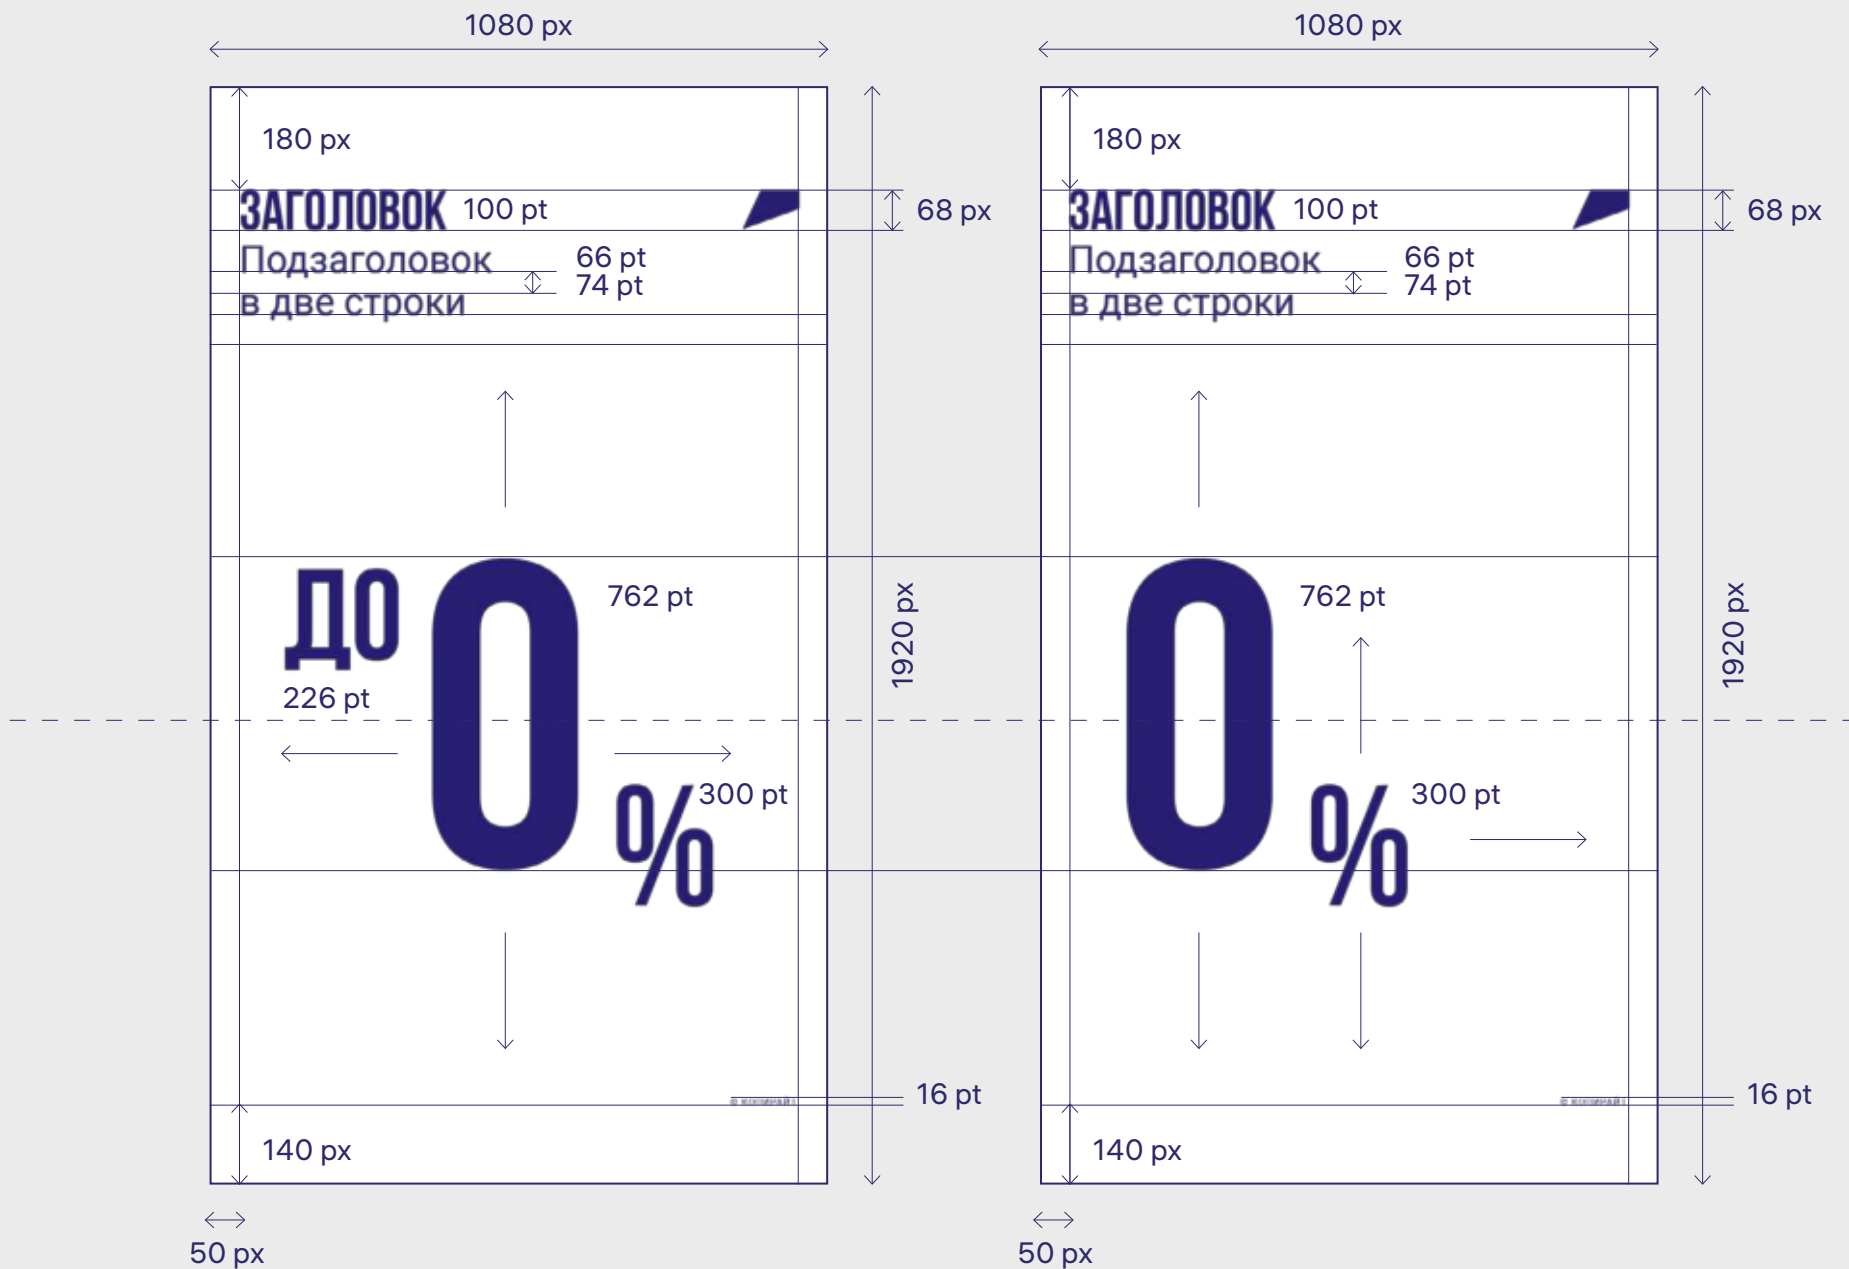 1080 px
1080 px
180 px
180 px
ЗАГОЛОВОК 100 pt
68 px
ЗАГОЛОВОК 100 pt
68 px
Подзаголовок
в две строки
66 pt
74 pt
Подзаголовок
в две строки
66 pt
74 pt
ДО 0 %
762 pt
226 pt
300 pt
1920 px
0 %
762 pt
300 pt
1920 px
© КОПИРАЙТ
16 pt
© КОПИРАЙТ
16 pt
140 px
140 px
50 px
50 px